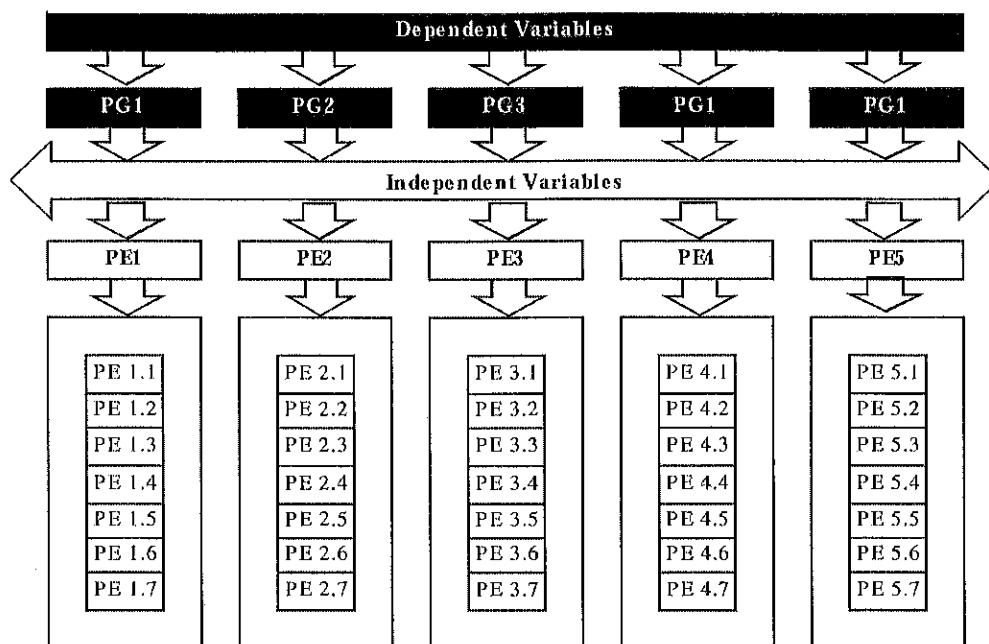 Dependent Variables
PG1 PG2 PG3 PG1 PG1
Independent Variables
PE1 PE2 PE3 PE4 PE5
PE 1.1 PE 2.1 PE 3.1 PE 4.1 PE 5.1
PE 1.2 PE 2.2 PE 3.2 PE 4.2 PE 5.2
PE 1.3 PE 2.3 PE 3.3 PE 4.3 PE 5.3
PE 1.4 PE 2.4 PE 3.4 PE 4.4 PE 5.4
PE 1.5 PE 2.5 PE 3.5 PE 4.5 PE 5.5
PE 1.6 PE 2.6 PE 3.6 PE 4.6 PE 5.6
PE 1.7 PE 2.7 PE 3.7 PE 4.7 PE 5.7